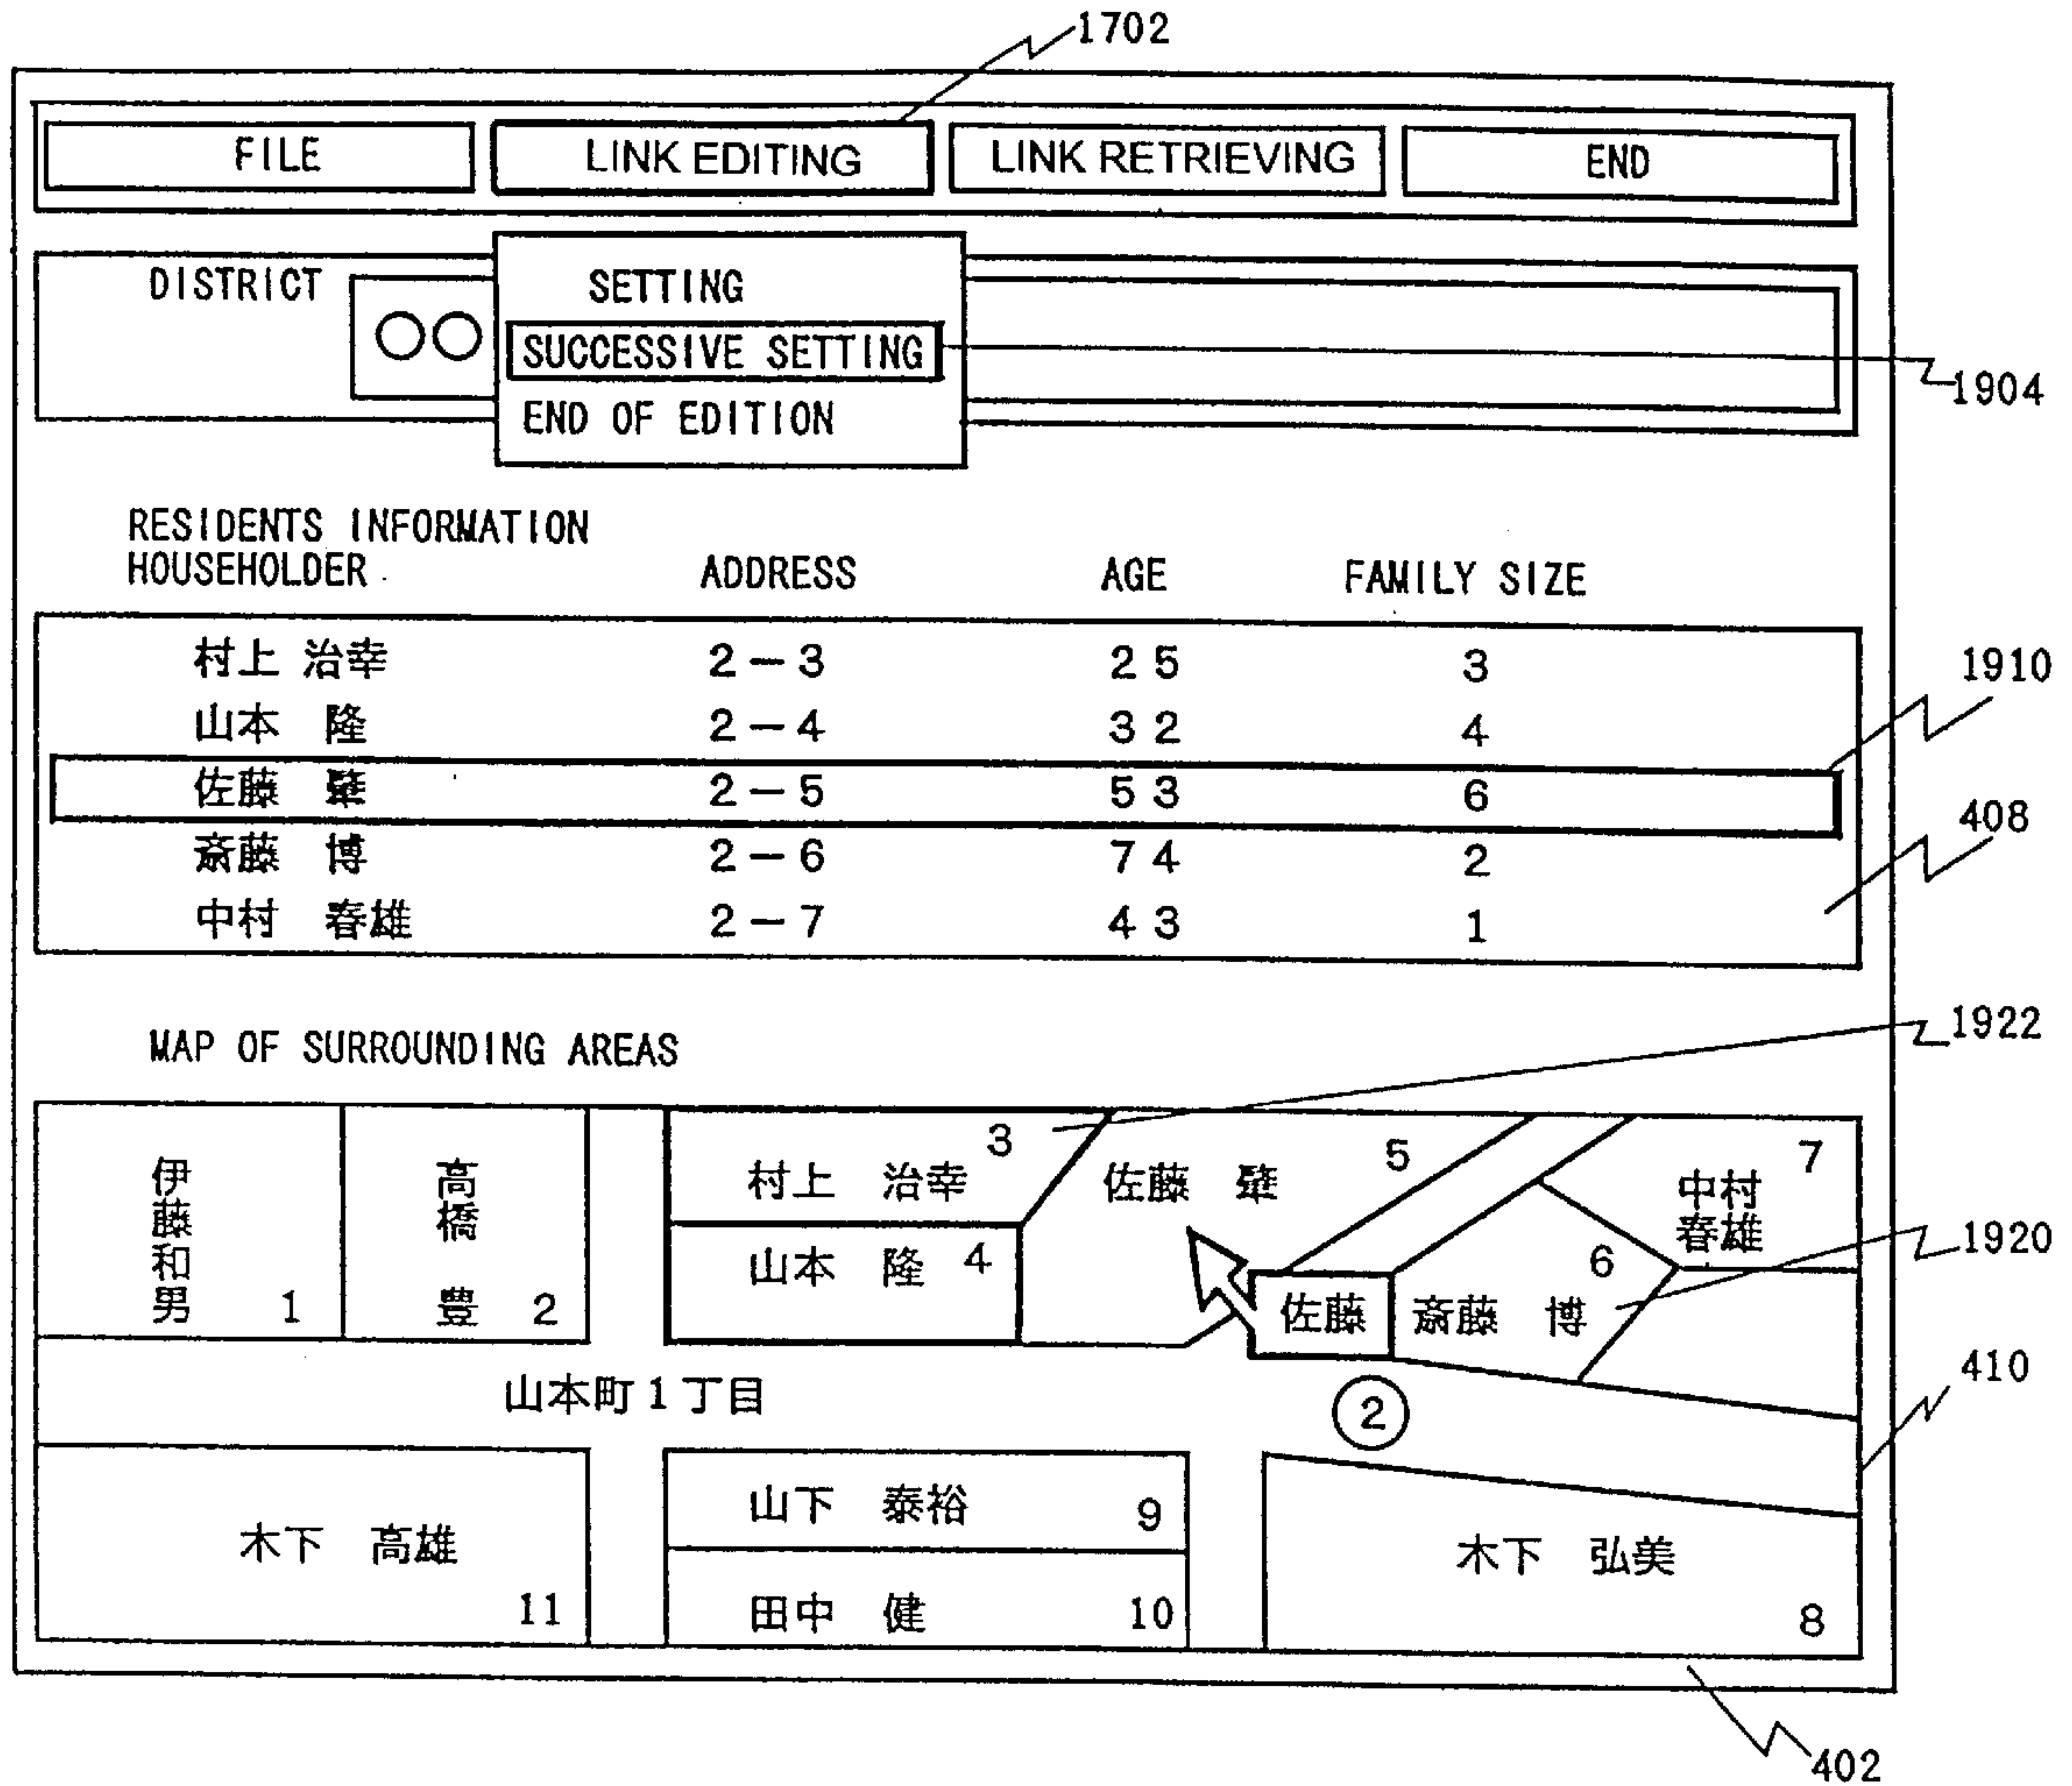 1702
FILE LINK EDITING LINK RETRIEVING END
DISTRICT ○○
SETTING
SUCCESSIVE SETTING
END OF EDITION
1904
RESIDENTS INFORMATION
HOUSEHOLDER ADDRESS AGE FAMILY SIZE
村上 治幸 2-3 25 3
山本 隆 2-4 32 4
佐藤 2-5 53 6
斎藤 博 2-6 74 2
中村 春雄 2-7 43 1
1910
408
MAP OF SURROUNDING AREAS
1922
伊藤和男 1
高橋 豊 2
村上 治幸 3
山本 隆 4
佐藤 5
佐藤
斎藤 博 6
中村
春雄 7
1920
山本町1丁目
②
410
木下 高雄 11
山下 泰裕 9
田中 健 10
木下 弘美 8
402